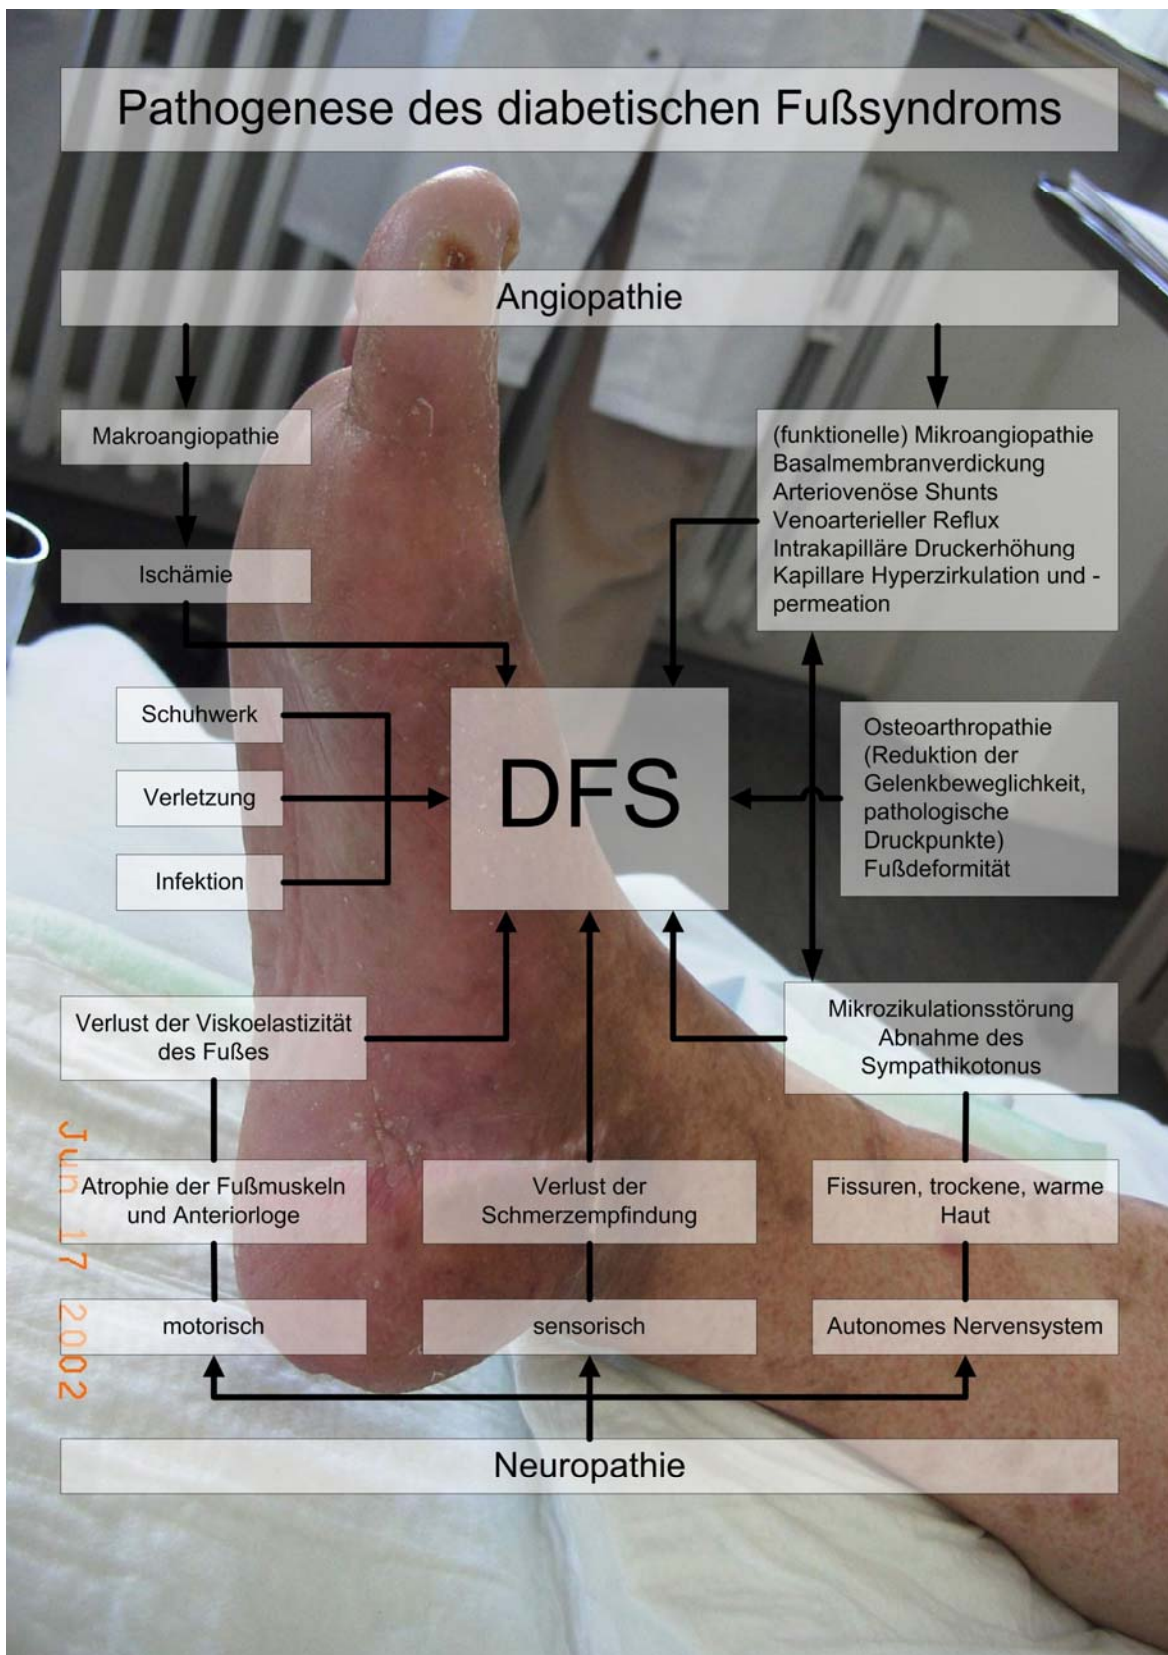 Pathogenese des diabetischen Fußsyndroms
Angiopathie
Makroangiopathie
(funktionelle) Mikroangiopathie
Basalmembranverdickung
Arteriovenöse Shunts
Venoarterieller Reflux
Intrakapilläre Druckerhöhung
Kapillare Hyperzirkulation und -
permeation
Ischämie
Schuhwerk
Verletzung
Infektion
DFS
Osteoarthropathie
(Reduktion der
Gelenkbeweglichkeit,
pathologische
Druckpunkte)
Fußdeformität
Verlust der Viskoelastizität
des Fußes
Mikrozikulationsstörung
Abnahme des
Sympathikotonus
Atrophie der Fußmuskeln
und Anteriorloge
Verlust der
Schmerzempfindung
Fissuren, trockene, warme
Haut
motorisch
sensorisch
Autonomes Nervensystem
Neuropathie
Jun 17 2002